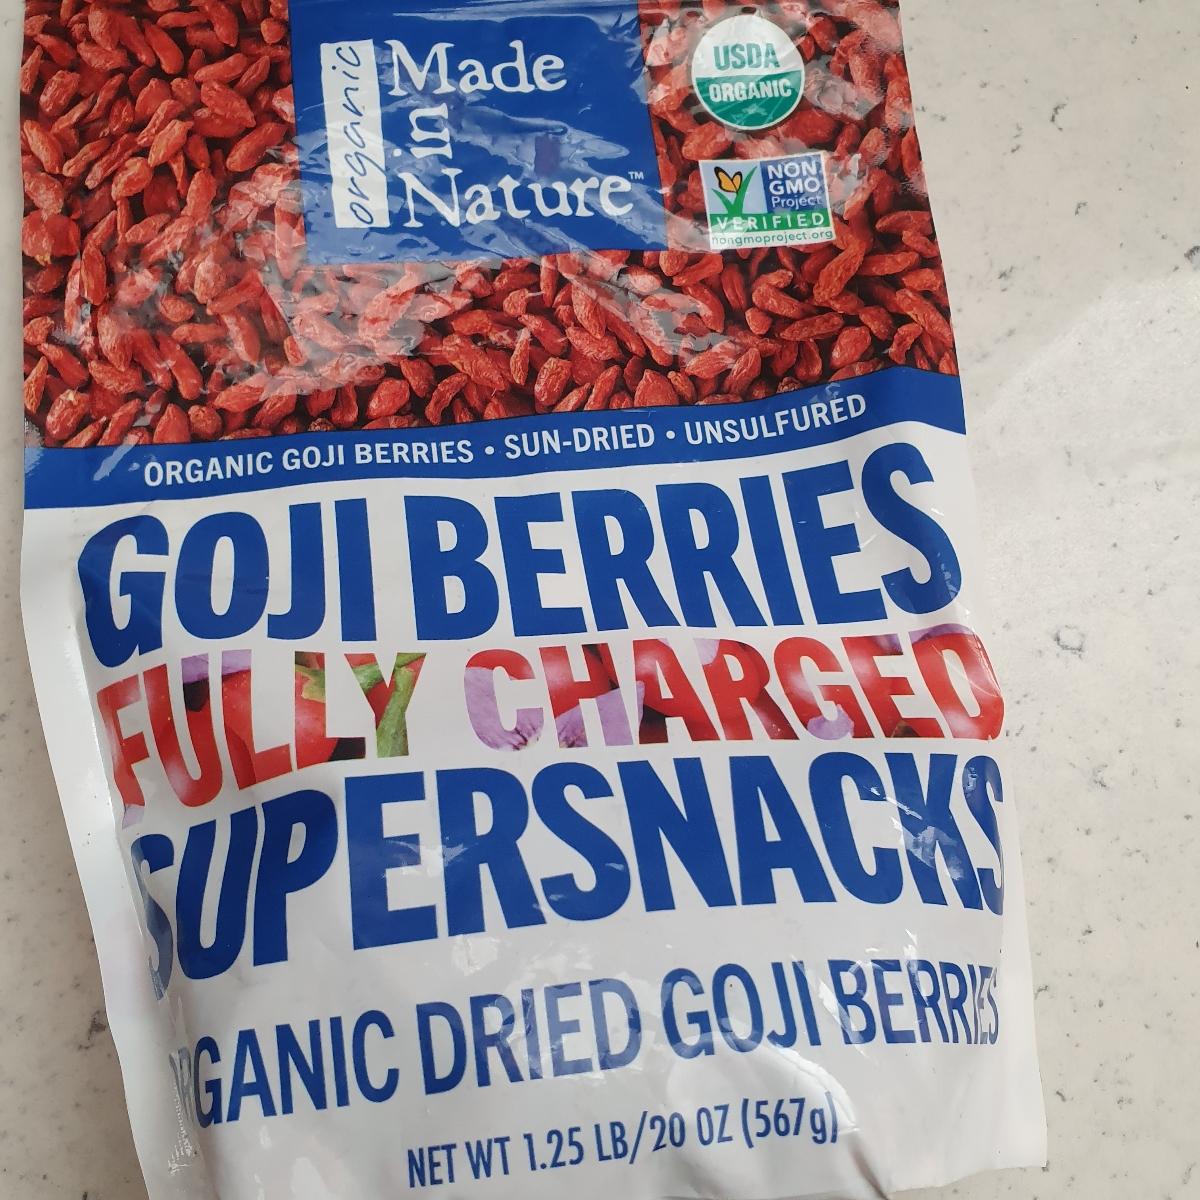 organic
Made
in
Nature™
USDA
ORGANIC
NON
GMO
Project
VERIFIED
nongmoproject.org
ORGANIC GOJI BERRIES • SUN-DRIED • UNSULFURED
GOJI BERRIES
FULLY CHARGED
SUPERSNACKS
ORGANIC DRIED GOJI BERRIES
NET WT 1.25 LB/20 OZ (567g)